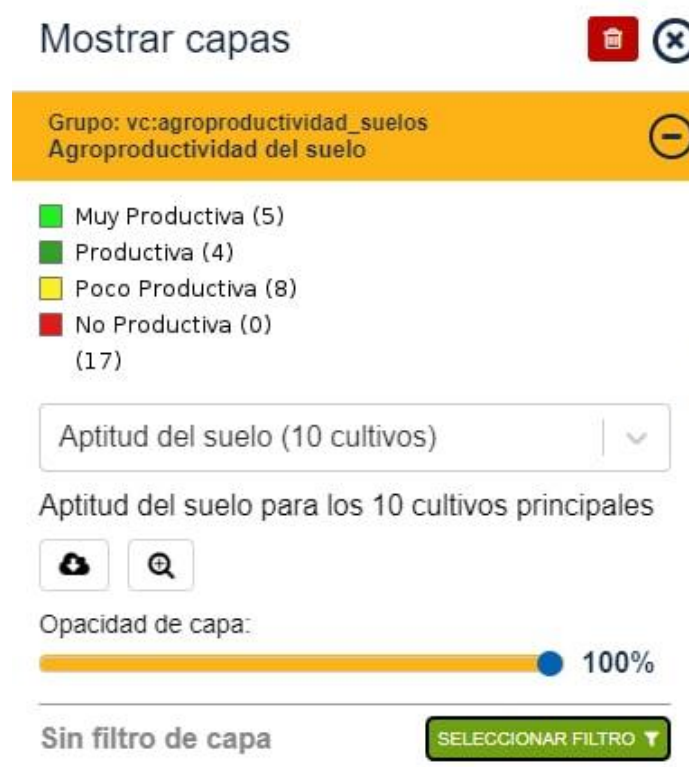 Mostrar capas
Grupo: vc:agroproductividad_suelos
Agroproductividad del suelo
Muy Productiva (5)
Productiva (4)
Poco Productiva (8)
No Productiva (0)
(17)
Aptitud del suelo (10 cultivos)
Aptitud del suelo para los 10 cultivos principales
Opacidad de capa:
100%
Sin filtro de capa
SELECCIONAR FILTRO